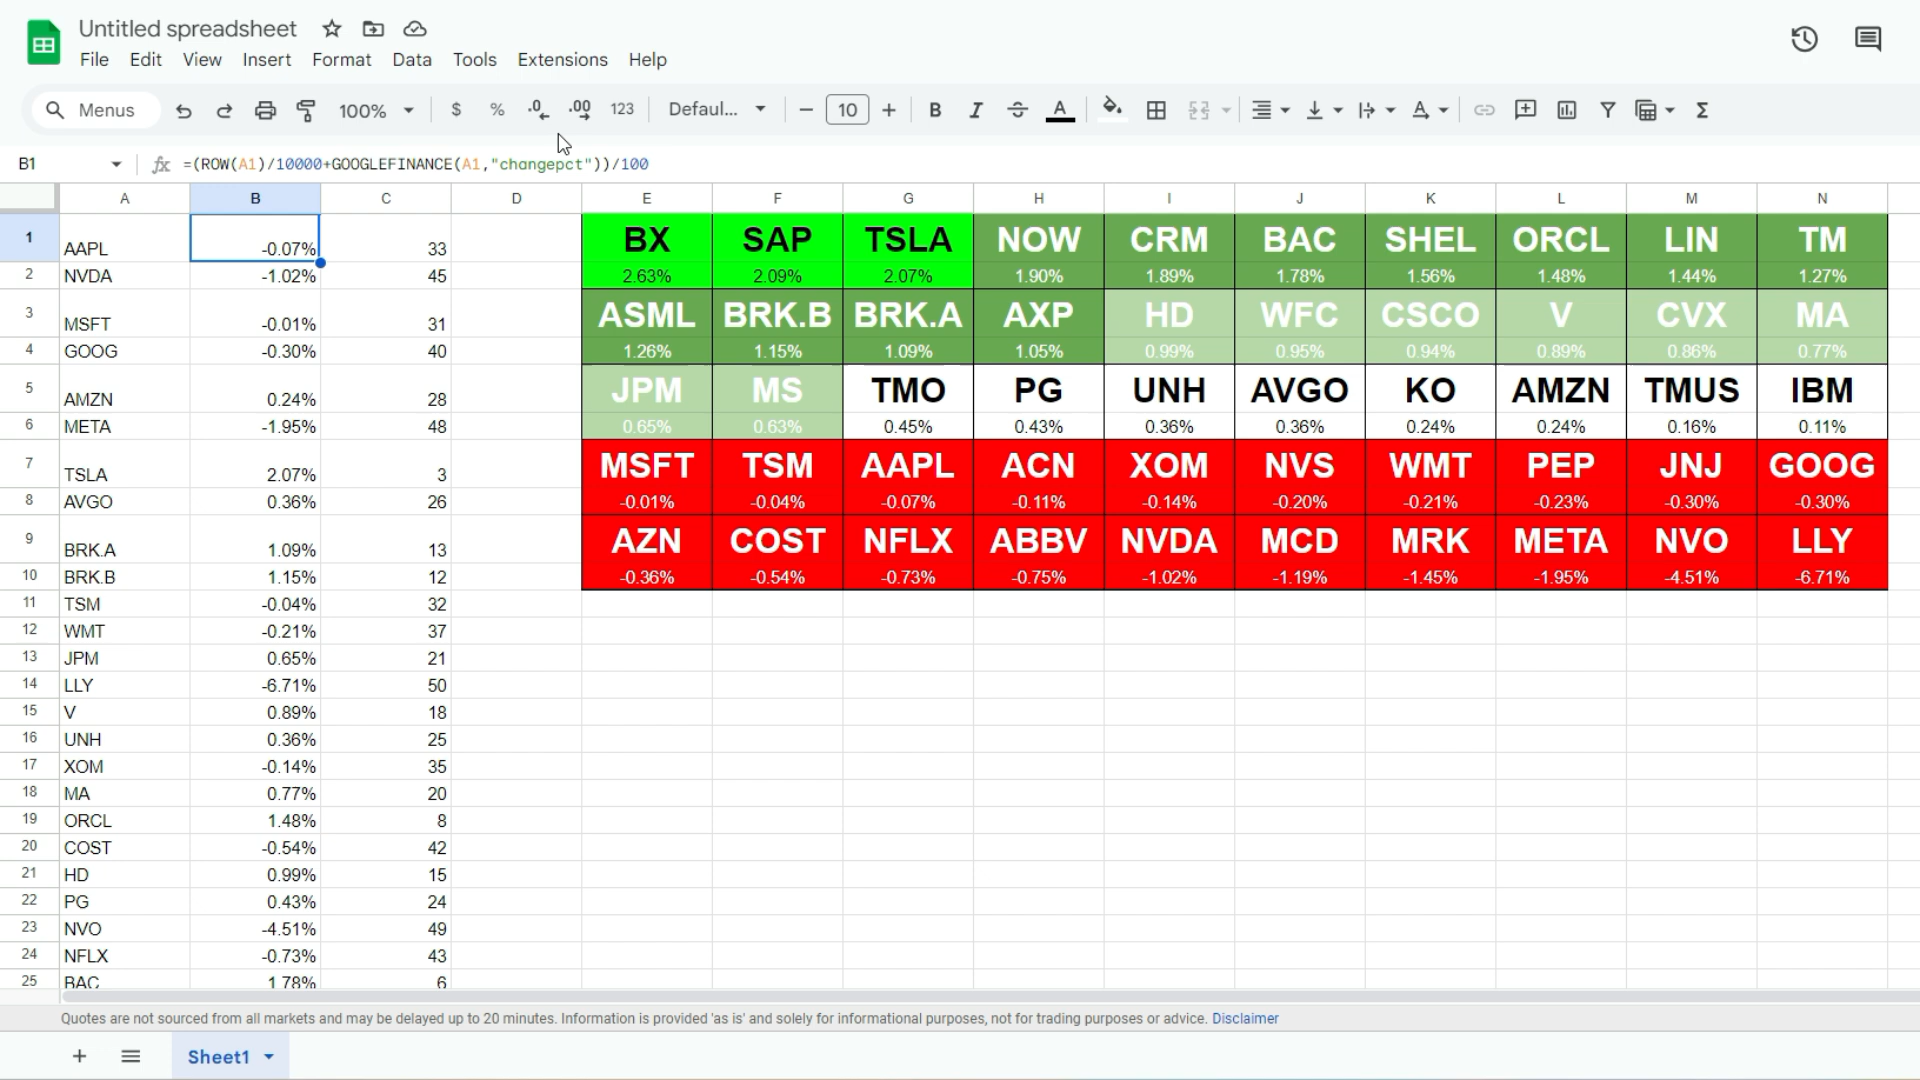 Untitled spreadsheet
File Edit View Insert Format Data Tools Extensions Help
Menus 100% $ % .0 .00 123 Defaul... 10 B I A
B1 fx =(ROW(A1)/10000+GOOGLEFINANCE(A1,"changepct"))/100
A B C D E F G H I J K L M N
1 AAPL -0.07% 33 BX SAP TSLA NOW CRM BAC SHEL ORCL LIN TM
2 NVDA -1.02% 45 2.63% 2.09% 2.07% 1.90% 1.89% 1.78% 1.56% 1.48% 1.44% 1.27%
3 MSFT -0.01% 31 ASML BRK.B BRK.A AXP HD WFC CSCO V CVX MA
4 GOOG -0.30% 40 1.26% 1.15% 1.09% 1.05% 0.99% 0.95% 0.94% 0.89% 0.86% 0.77%
5 AMZN 0.24% 28 JPM MS TMO PG UNH AVGO KO AMZN TMUS IBM
6 META -1.95% 48 0.65% 0.63% 0.45% 0.43% 0.36% 0.36% 0.24% 0.24% 0.16% 0.11%
7 TSLA 2.07% 3 MSFT TSM AAPL ACN XOM NVS WMT PEP JNJ GOOG
8 AVGO 0.36% 26 -0.01% -0.04% -0.07% -0.11% -0.14% -0.20% -0.21% -0.23% -0.30% -0.30%
9 BRK.A 1.09% 13 AZN COST NFLX ABBV NVDA MCD MRK META NVO LLY
10 BRK.B 1.15% 12 -0.36% -0.54% -0.73% -0.75% -1.02% -1.19% -1.45% -1.95% -4.51% -6.71%
11 TSM -0.04% 32
12 WMT -0.21% 37
13 JPM 0.65% 21
14 LLY -6.71% 50
15 V 0.89% 18
16 UNH 0.36% 25
17 XOM -0.14% 35
18 MA 0.77% 20
19 ORCL 1.48% 8
20 COST -0.54% 42
21 HD 0.99% 15
22 PG 0.43% 24
23 NVO -4.51% 49
24 NFLX -0.73% 43
25 BAC 1.78% 6
Quotes are not sourced from all markets and may be delayed up to 20 minutes. Information is provided 'as is' and solely for informational purposes, not for trading purposes or advice. Disclaimer
Sheet1